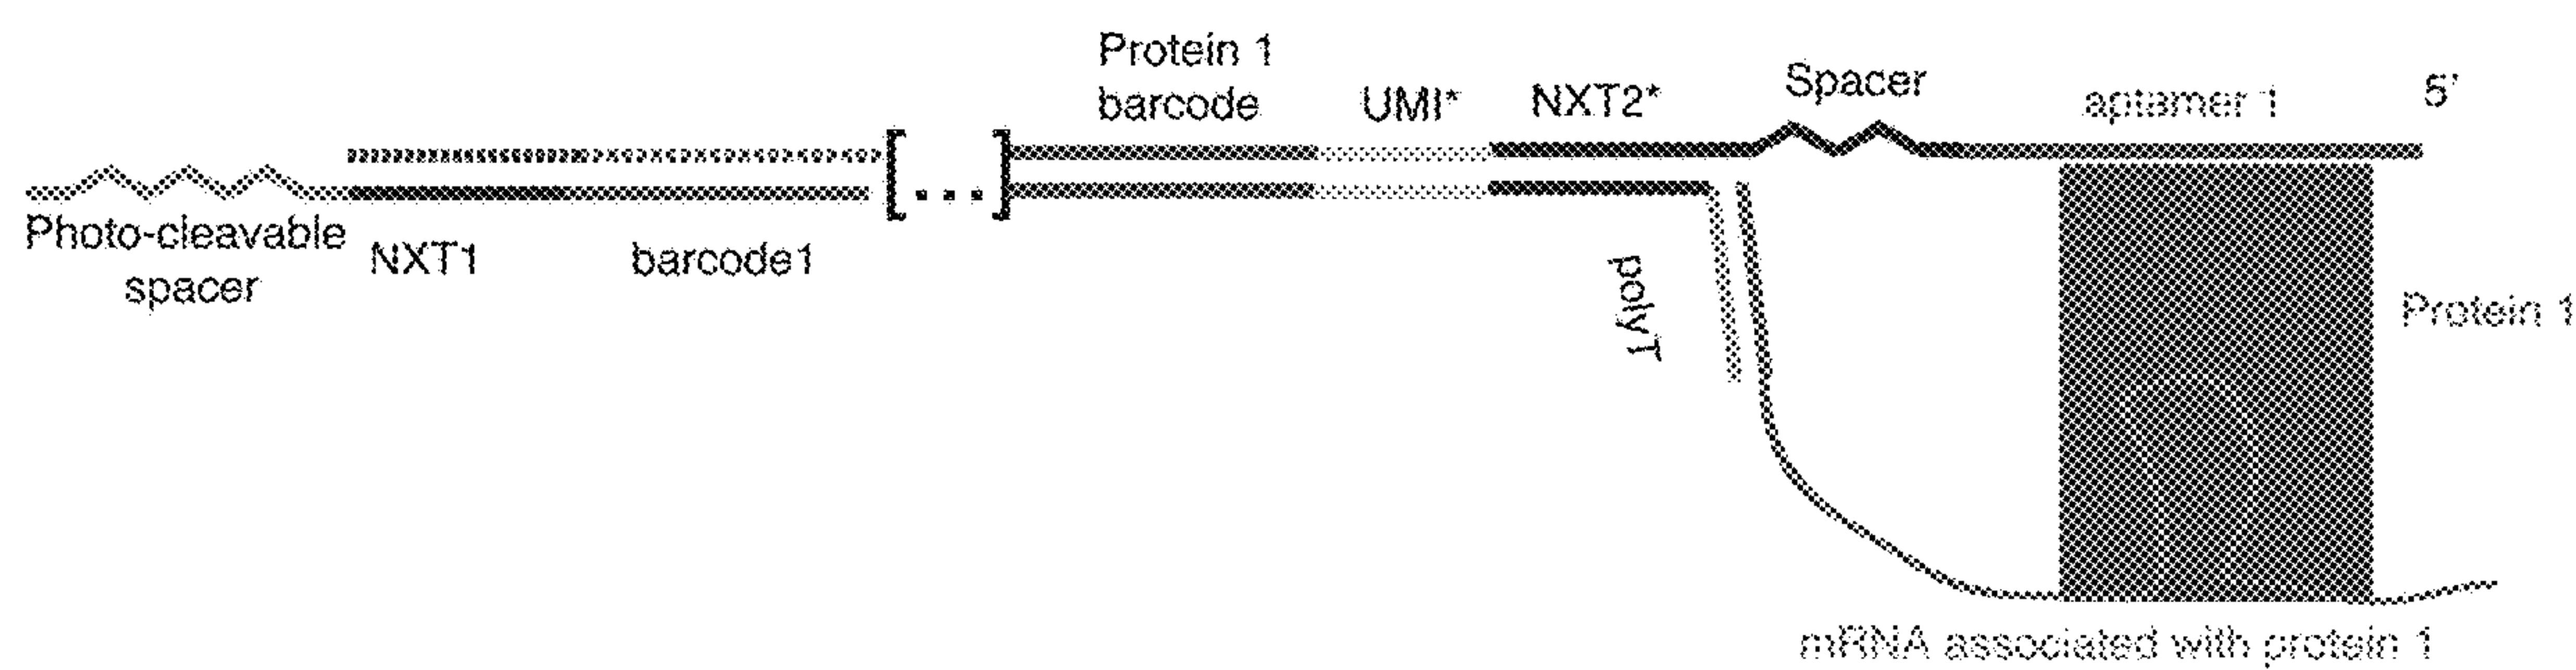 Protein 1
barcode
UMI*
NXT2*
Spacer
aptamer 1
5'
[...]
Photo-cleavable
spacer
NXT1
barcode1
polyT
Protein 1
mRNA associated with protein 1